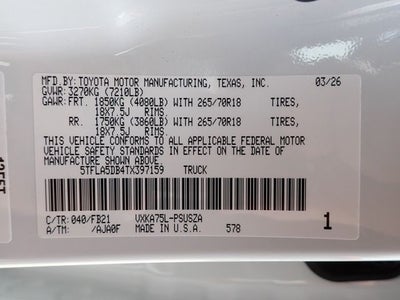 MFD.BY: TOYOTA MOTOR MANUFACTURING, TEXAS, INC. 03/26
GVWR: 3270KG (7210LB)
GAWR: FRT. 1850KG (4080LB) WITH 265/70R18 TIRES,
18X7.5J RIMS,
RR. 1750KG (3860LB) WITH 265/70R18 TIRES,
18X7.5J RIMS.
THIS VEHICLE CONFORMS TO ALL APPLICABLE FEDERAL MOTOR
VEHICLE SAFETY STANDARDS IN EFFECT ON THE DATE OF
MANUFACTURE SHOWN ABOVE.
5TFLA5DB4TX397159 TRUCK
C/TR: 040/FB21 VXKA75L-PSUSZA 1
A/TM: /AJA0F MADE IN U.S.A. 578